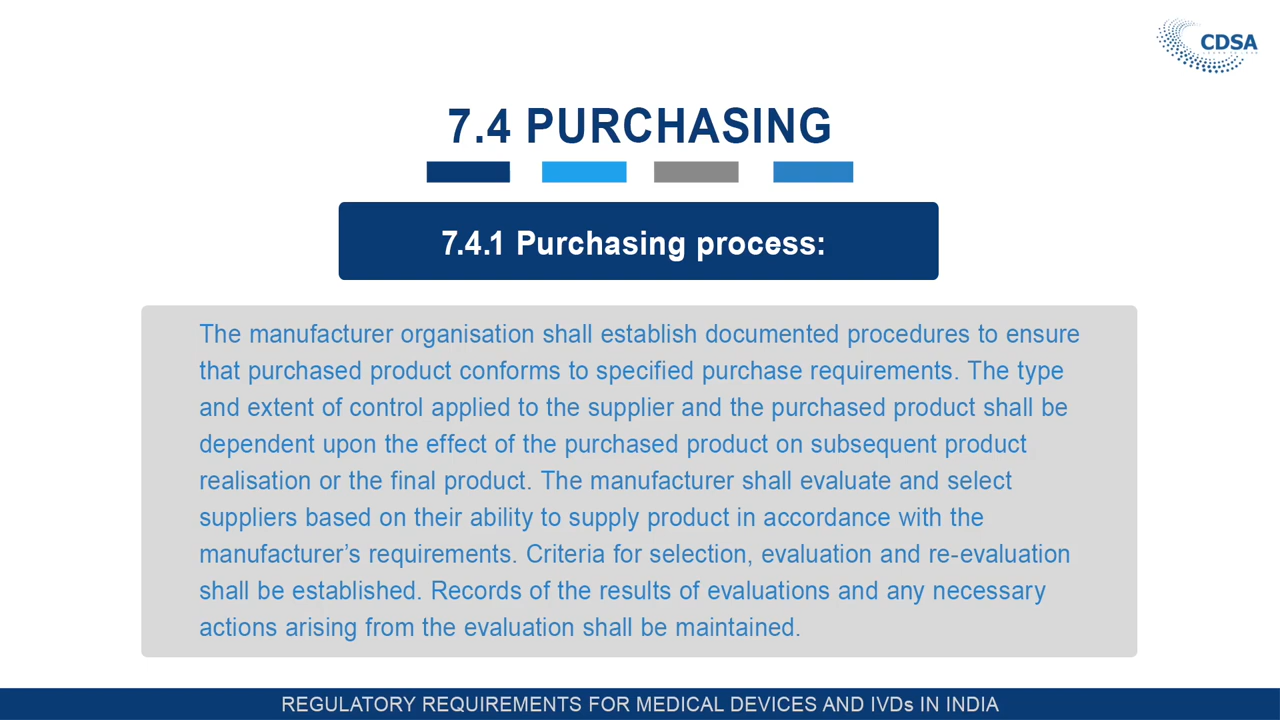 CDSA
7.4 PURCHASING
7.4.1 Purchasing process:
The manufacturer organisation shall establish documented procedures to ensure
that purchased product conforms to specified purchase requirements. The type
and extent of control applied to the supplier and the purchased product shall be
dependent upon the effect of the purchased product on subsequent product
realisation or the final product. The manufacturer shall evaluate and select
suppliers based on their ability to supply product in accordance with the
manufacturer’s requirements. Criteria for selection, evaluation and re-evaluation
shall be established. Records of the results of evaluations and any necessary
actions arising from the evaluation shall be maintained.
REGULATORY REQUIREMENTS FOR MEDICAL DEVICES AND IVDs IN INDIA